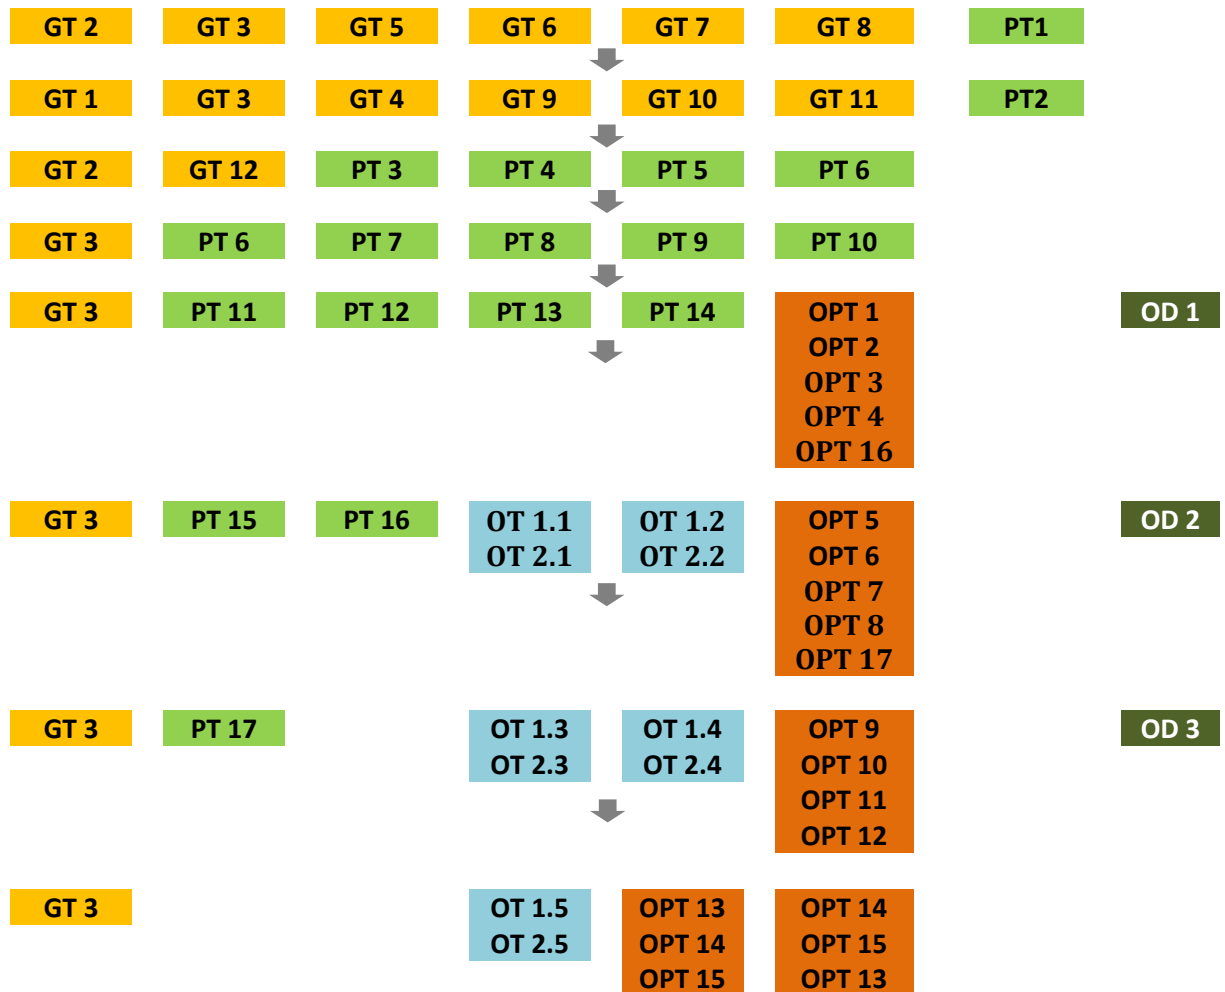 GT 2 GT 3 GT 5 GT 6 GT 7 GT 8 PT1
GT 1 GT 3 GT 4 GT 9 GT 10 GT 11 PT2
GT 2 GT 12 PT 3 PT 4 PT 5 PT 6
GT 3 PT 6 PT 7 PT 8 PT 9 PT 10
GT 3 PT 11 PT 12 PT 13 PT 14 OPT 1 OD 1
OPT 2
OPT 3
OPT 4
OPT 16
GT 3 PT 15 PT 16 OT 1.1 OT 1.2 OPT 5 OD 2
OT 2.1 OT 2.2 OPT 6
OPT 7
OPT 8
OPT 17
GT 3 PT 17 OT 1.3 OT 1.4 OPT 9 OD 3
OT 2.3 OT 2.4 OPT 10
OPT 11
OPT 12
GT 3 OT 1.5 OPT 13 OPT 14
OT 2.5 OPT 14 OPT 15
OPT 15 OPT 13